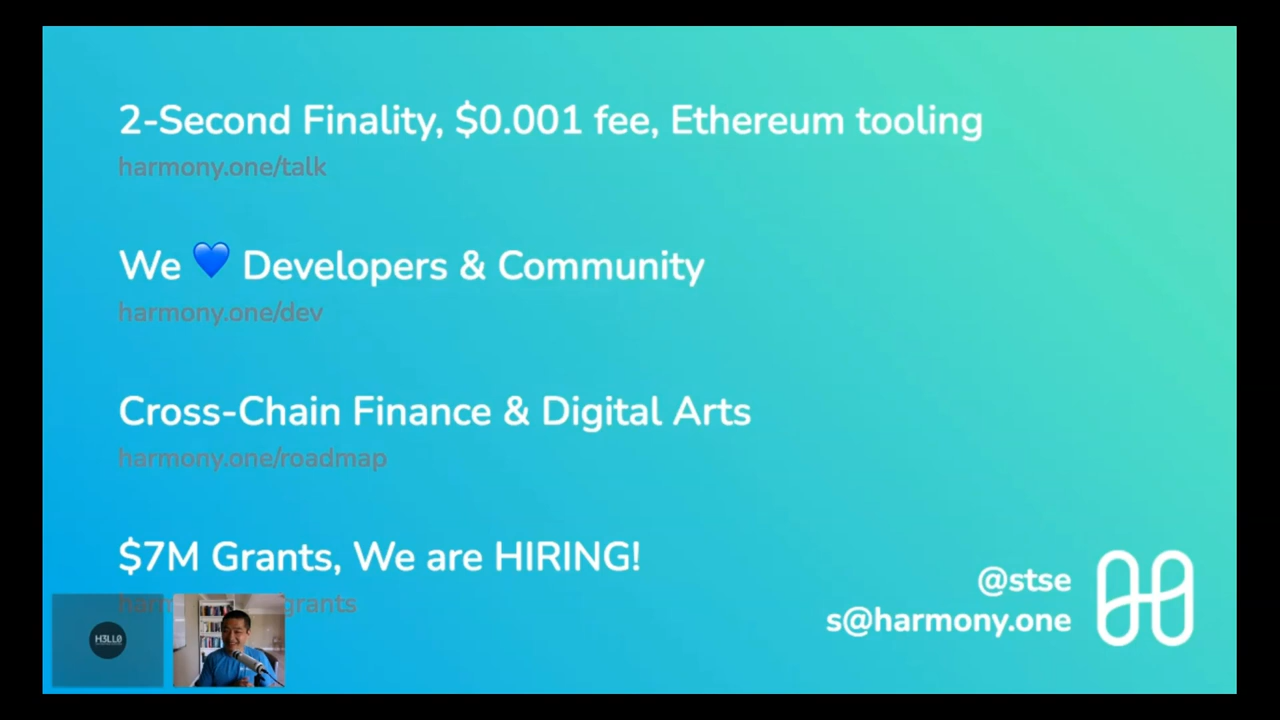 2-Second Finality, $0.001 fee, Ethereum tooling
harmony.one/talk
We 💙 Developers & Community
harmony.one/dev
Cross-Chain Finance & Digital Arts
harmony.one/roadmap
$7M Grants, We are HIRING!
grants
@stse
s@harmony.one
H3LL0